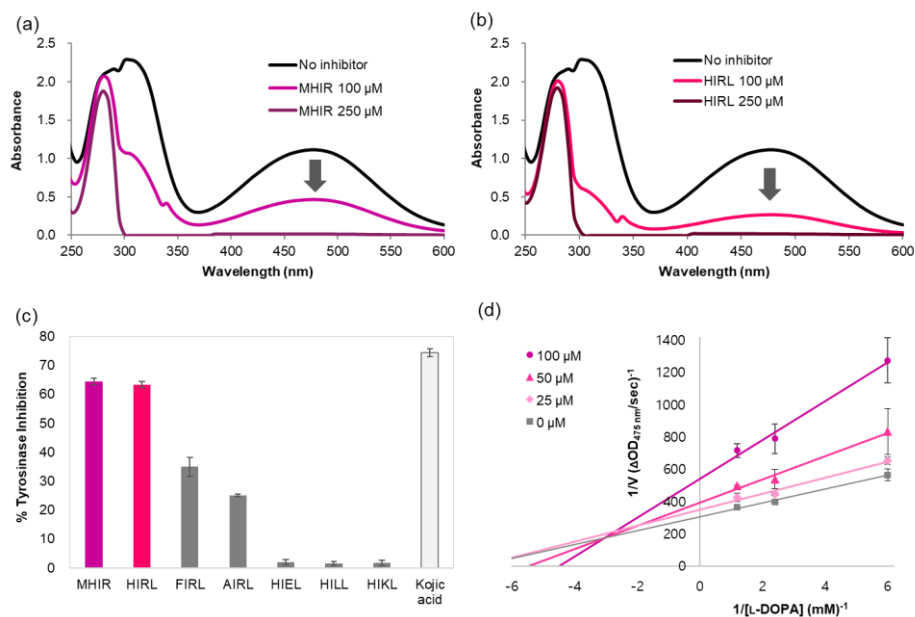 (a)
2.5
2.0
1.5
1.0
0.5
0.0
Absorbance
No inhibitor
MHIR 100 µM
MHIR 250 µM
250 300 350 400 450 500 550 600
Wavelength (nm)
(b)
2.5
2.0
1.5
1.0
0.5
0.0
Absorbance
No inhibitor
HIRL 100 µM
HIRL 250 µM
250 300 350 400 450 500 550 600
Wavelength (nm)
(c)
80
70
60
50
40
30
20
10
0
% Tyrosinase Inhibition
MHIR HIRL FIRL AIRL HIEL HILL HIKL Kojic
acid
(d)
100 µM
50 µM
25 µM
0 µM
1400
1200
1000
800
600
400
200
0
1/V (ΔOD475 nm/sec)-1
-6 -4 -2 0 2 4 6
1/[L-DOPA] (mM)-1